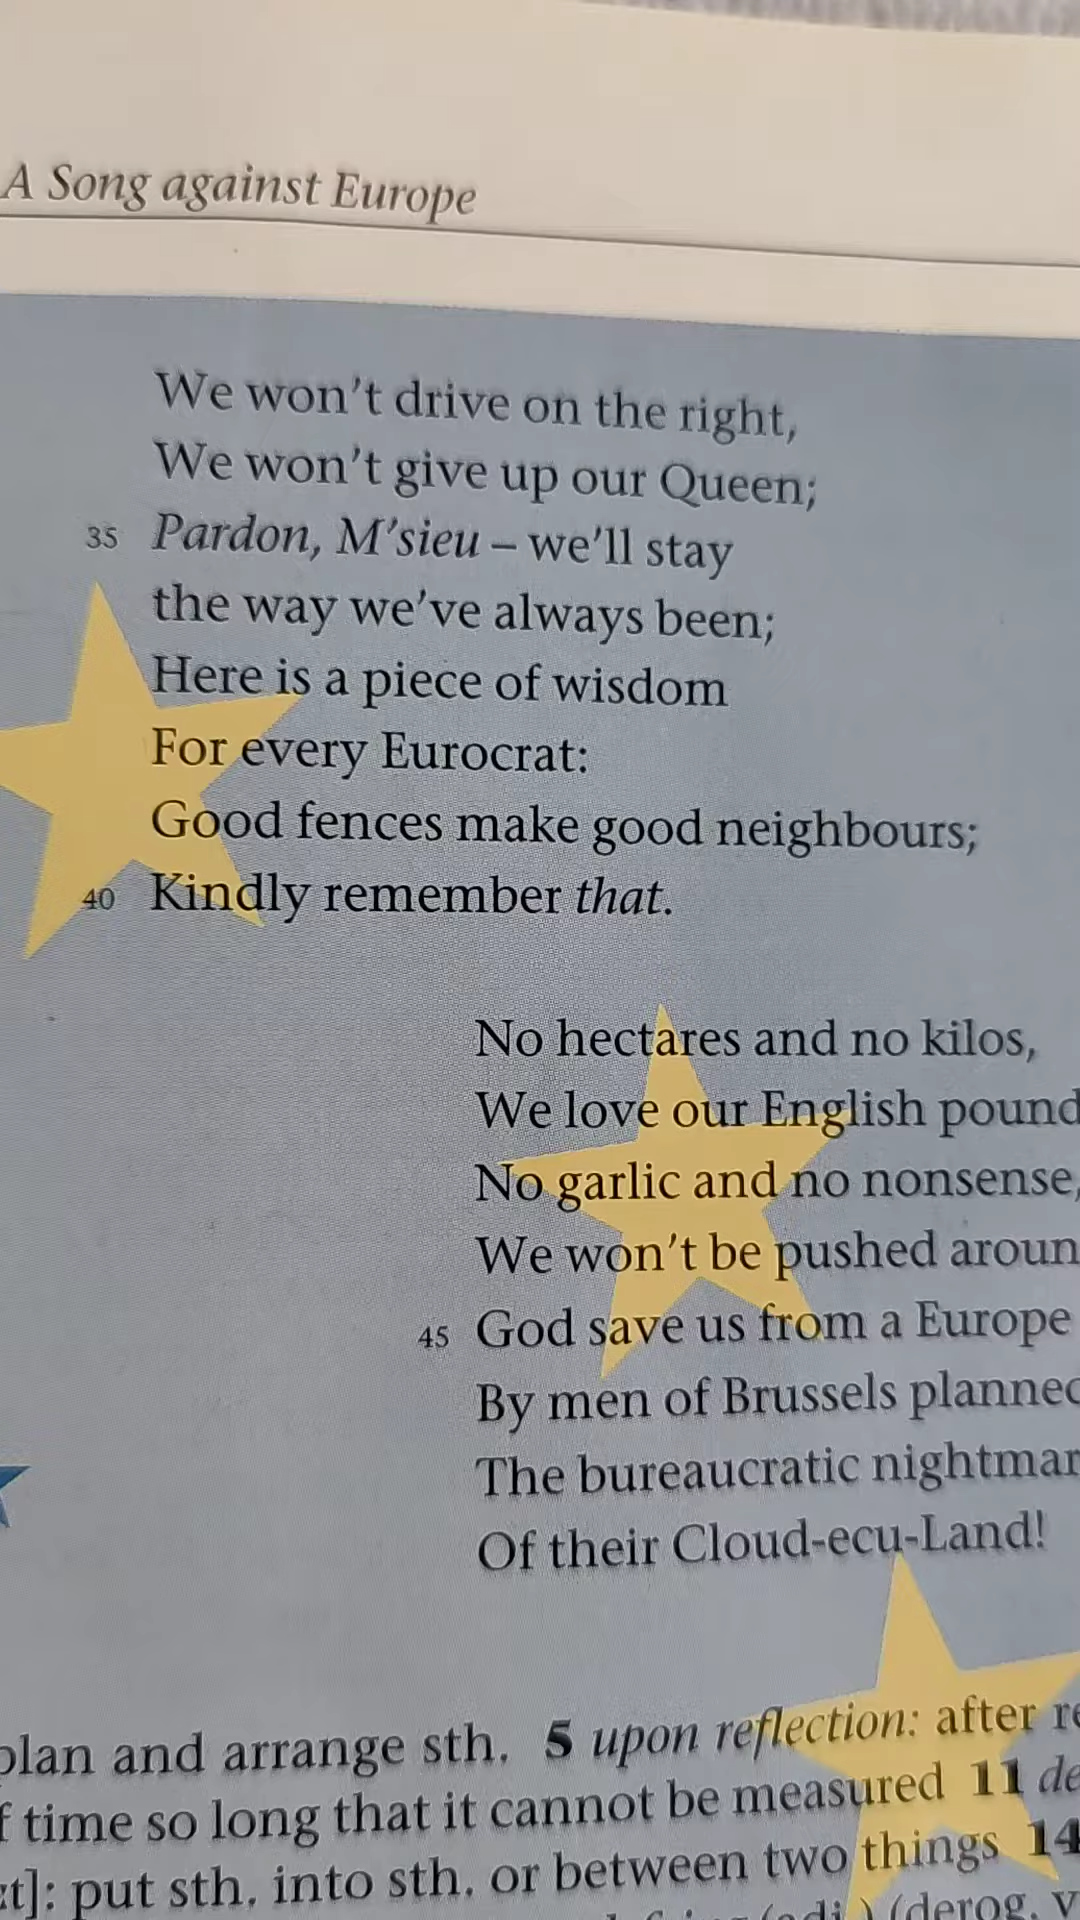 A Song against Europe
We won't drive on the right,
We won't give up our Queen;
35 Pardon, M'sieu – we'll stay
the way we've always been;
Here is a piece of wisdom
For every Eurocrat:
Good fences make good neighbours;
40 Kindly remember that.
No hectares and no kilos,
We love our English pound
No garlic and no nonsense,
We won't be pushed aroun
45 God save us from a Europe
By men of Brussels planned
The bureaucratic nightmar
Of their Cloud-ecu-Land!
plan and arrange sth. 5 upon reflection: after re
f time so long that it cannot be measured 11 de
ct]: put sth. into sth. or between two things 14
(derog. v